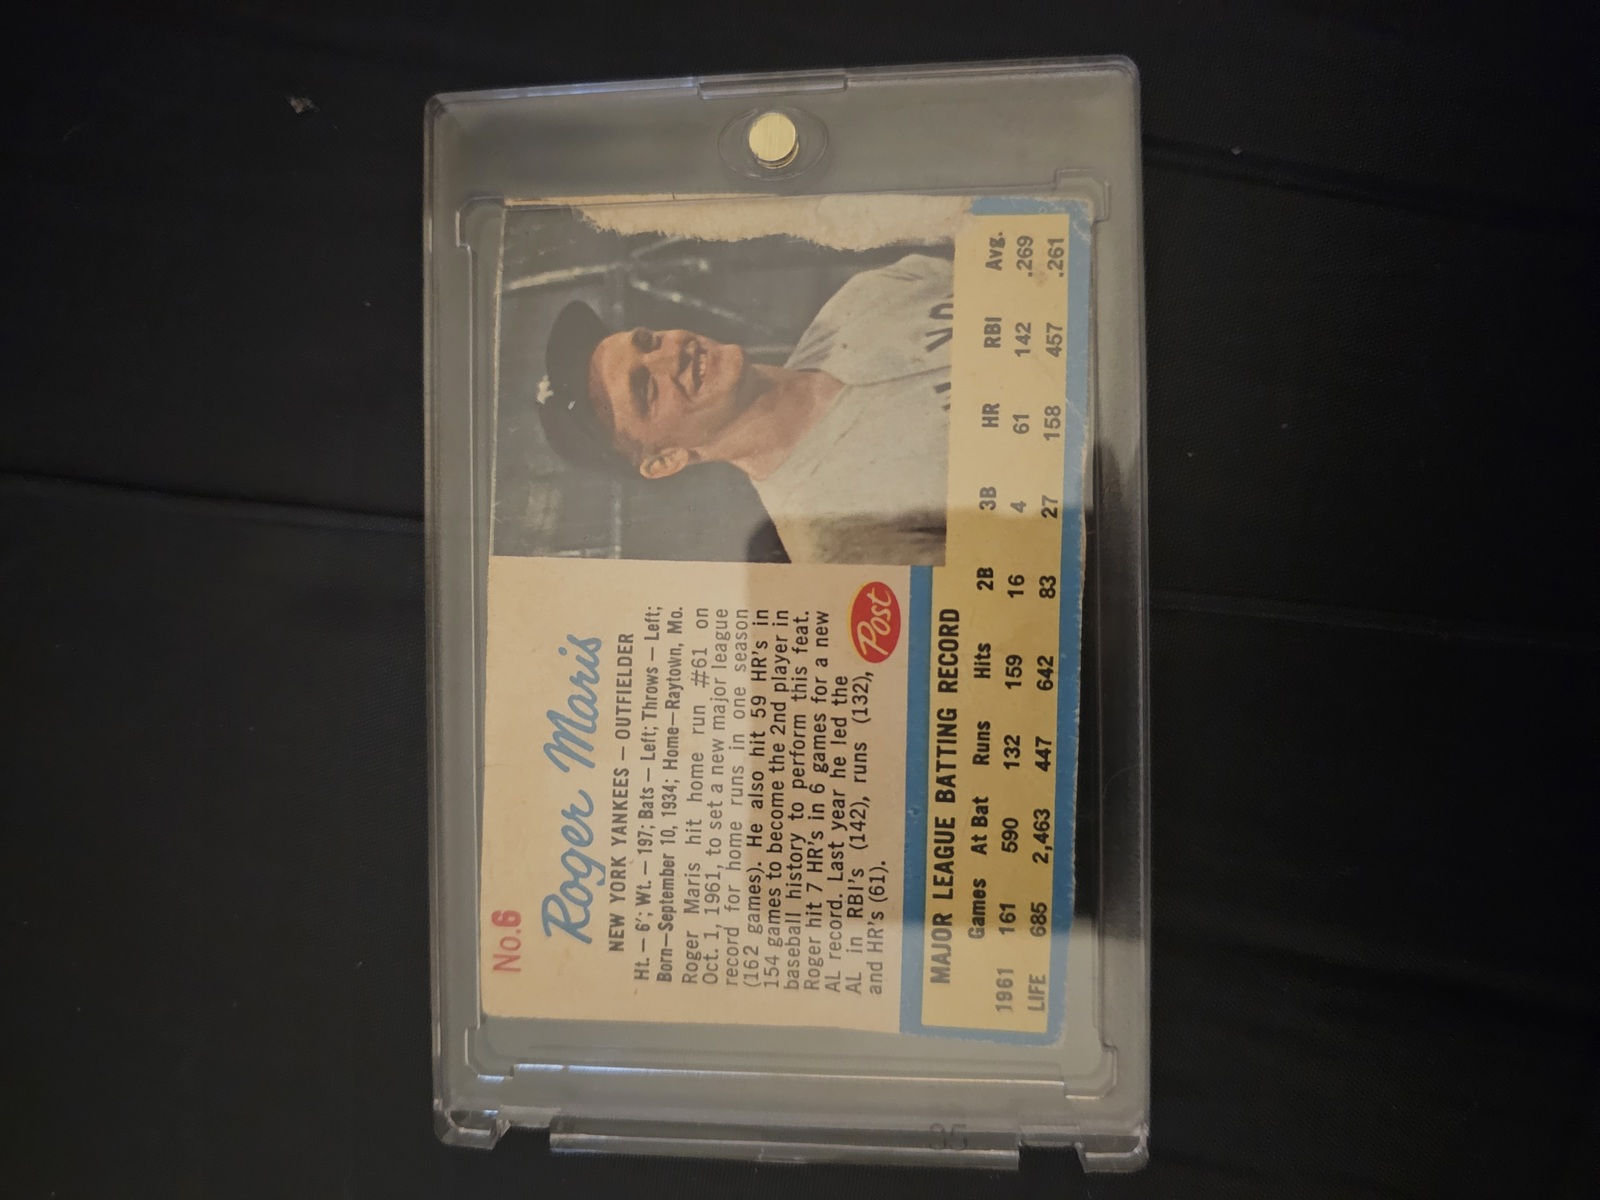 No.6
Roger Maris
NEW YORK YANKEES — OUTFIELDER
Ht. — 6'; Wt. — 197; Bats — Left; Throws — Left;
Born—September 10, 1934; Home—Raytown, Mo.
Roger Maris hit home run #61 on
Oct. 1, 1961, to set a new major league
record for home runs in one season
(162 games). He also hit 59 HR's in
154 games to become the 2nd player in
baseball history to perform this feat.
Roger hit 7 HR's in 6 games for a new
AL record. Last year he led the
AL in RBI's (142), runs (132),
and HR's (61).
Post
MAJOR LEAGUE BATTING RECORD
Games At Bat Runs Hits 2B 3B HR RBI Avg.
1961 161 590 132 159 16 4 61 142 .269
LIFE 685 2,463 447 642 83 27 158 457 .261